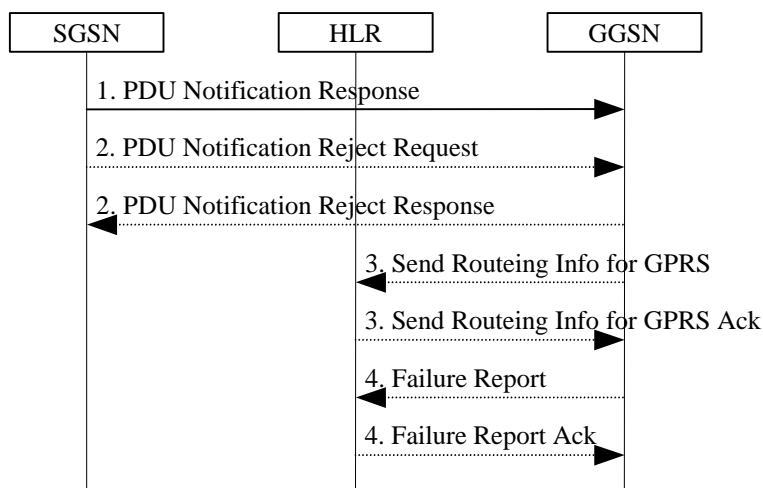 SGSN
HLR
GGSN
1. PDU Notification Response
2. PDU Notification Reject Request
2. PDU Notification Reject Response
3. Send Routeing Info for GPRS
3. Send Routeing Info for GPRS Ack
4. Failure Report
4. Failure Report Ack